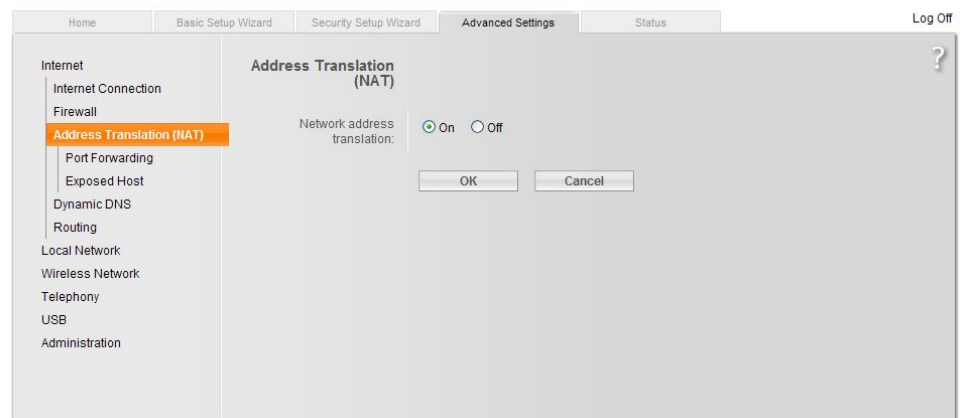 Home Basic Setup Wizard Security Setup Wizard Advanced Settings Status Log Off
?
Internet
Internet Connection
Firewall
Address Translation (NAT)
Port Forwarding
Exposed Host
Dynamic DNS
Routing
Local Network
Wireless Network
Telephony
USB
Administration
Address Translation
(NAT)
Network address
translation:
On Off
OK Cancel